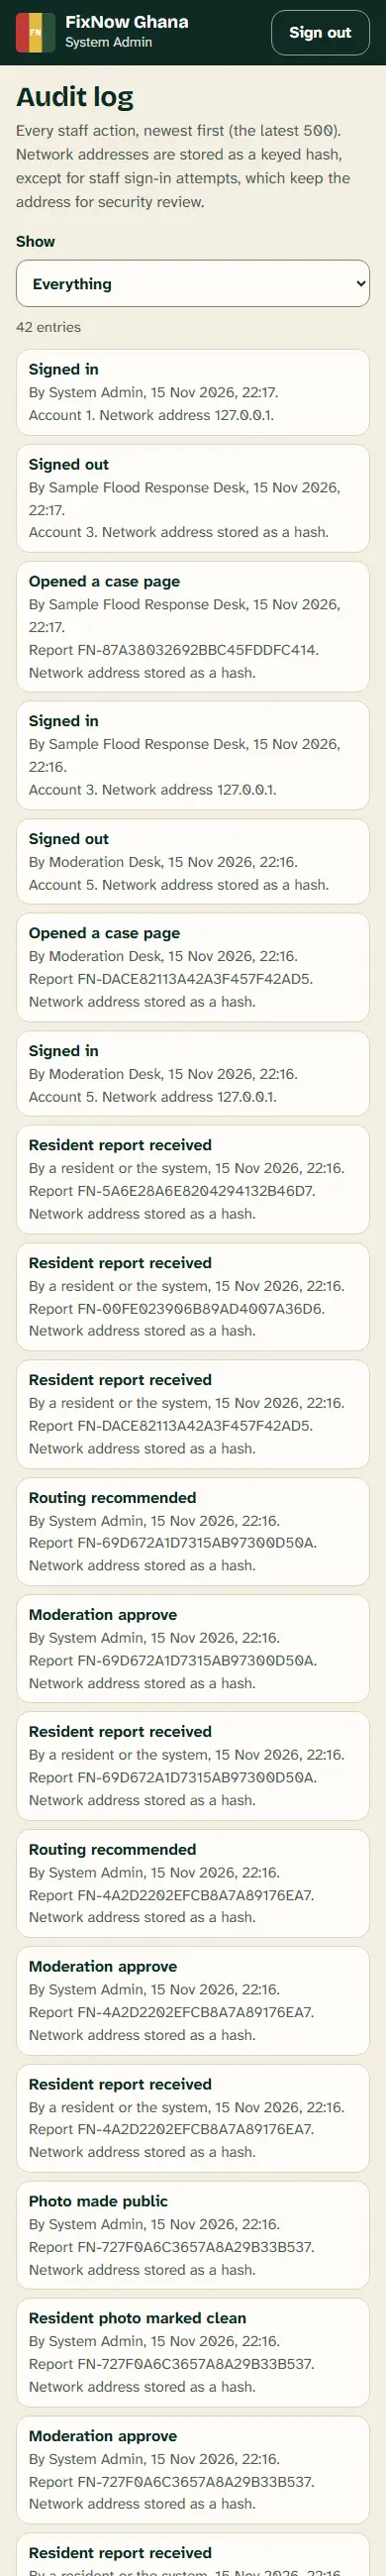 FN
FixNow Ghana
System Admin
Sign out
Audit log
Every staff action, newest first (the latest 500).
Network addresses are stored as a keyed hash,
except for staff sign-in attempts, which keep the
address for security review.
Show
Everything
42 entries
Signed in
By System Admin, 15 Nov 2026, 22:17.
Account 1. Network address 127.0.0.1.
Signed out
By Sample Flood Response Desk, 15 Nov 2026,
22:17.
Account 3. Network address stored as a hash.
Opened a case page
By Sample Flood Response Desk, 15 Nov 2026,
22:17.
Report FN-87A38032692BBC45FDDFC414.
Network address stored as a hash.
Signed in
By Sample Flood Response Desk, 15 Nov 2026,
22:16.
Account 3. Network address 127.0.0.1.
Signed out
By Moderation Desk, 15 Nov 2026, 22:16.
Account 5. Network address stored as a hash.
Opened a case page
By Moderation Desk, 15 Nov 2026, 22:16.
Report FN-DACE82113A42A3F457F42AD5.
Network address stored as a hash.
Signed in
By Moderation Desk, 15 Nov 2026, 22:16.
Account 5. Network address 127.0.0.1.
Resident report received
By a resident or the system, 15 Nov 2026, 22:16.
Report FN-5A6E28A6E8204294132B46D7.
Network address stored as a hash.
Resident report received
By a resident or the system, 15 Nov 2026, 22:16.
Report FN-00FE023906B89AD4007A36D6.
Network address stored as a hash.
Resident report received
By a resident or the system, 15 Nov 2026, 22:16.
Report FN-DACE82113A42A3F457F42AD5.
Network address stored as a hash.
Routing recommended
By System Admin, 15 Nov 2026, 22:16.
Report FN-69D672A1D7315AB97300D50A.
Network address stored as a hash.
Moderation approve
By System Admin, 15 Nov 2026, 22:16.
Report FN-69D672A1D7315AB97300D50A.
Network address stored as a hash.
Resident report received
By a resident or the system, 15 Nov 2026, 22:16.
Report FN-69D672A1D7315AB97300D50A.
Network address stored as a hash.
Routing recommended
By System Admin, 15 Nov 2026, 22:16.
Report FN-4A2D2202EFCB8A7A89176EA7.
Network address stored as a hash.
Moderation approve
By System Admin, 15 Nov 2026, 22:16.
Report FN-4A2D2202EFCB8A7A89176EA7.
Network address stored as a hash.
Resident report received
By a resident or the system, 15 Nov 2026, 22:16.
Report FN-4A2D2202EFCB8A7A89176EA7.
Network address stored as a hash.
Photo made public
By System Admin, 15 Nov 2026, 22:16.
Report FN-727F0A6C3657A8A29B33B537.
Network address stored as a hash.
Resident photo marked clean
By System Admin, 15 Nov 2026, 22:16.
Report FN-727F0A6C3657A8A29B33B537.
Network address stored as a hash.
Moderation approve
By System Admin, 15 Nov 2026, 22:16.
Report FN-727F0A6C3657A8A29B33B537.
Network address stored as a hash.
Resident report received
By a resident or the system, 15 Nov 2026, 22:16.